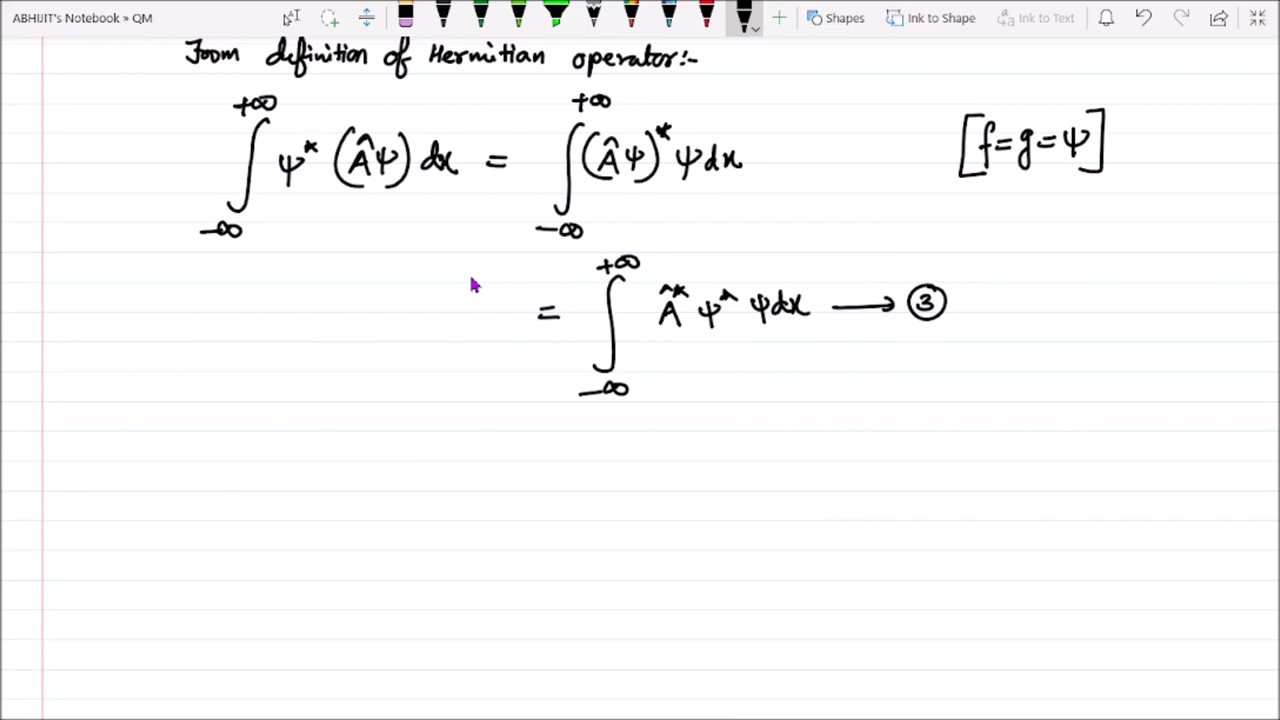 ABHIJIT's Notebook » QM
Shapes
Ink to Shape
Ink to Text
From definition of Hermitian operator:-
+∞ +∞
∫ ψ* (Âψ) dx = ∫ (Âψ)* ψ dx [f=g=ψ]
-∞ -∞
+∞
= ∫ Â* ψ* ψ dx ⟶ ③
-∞